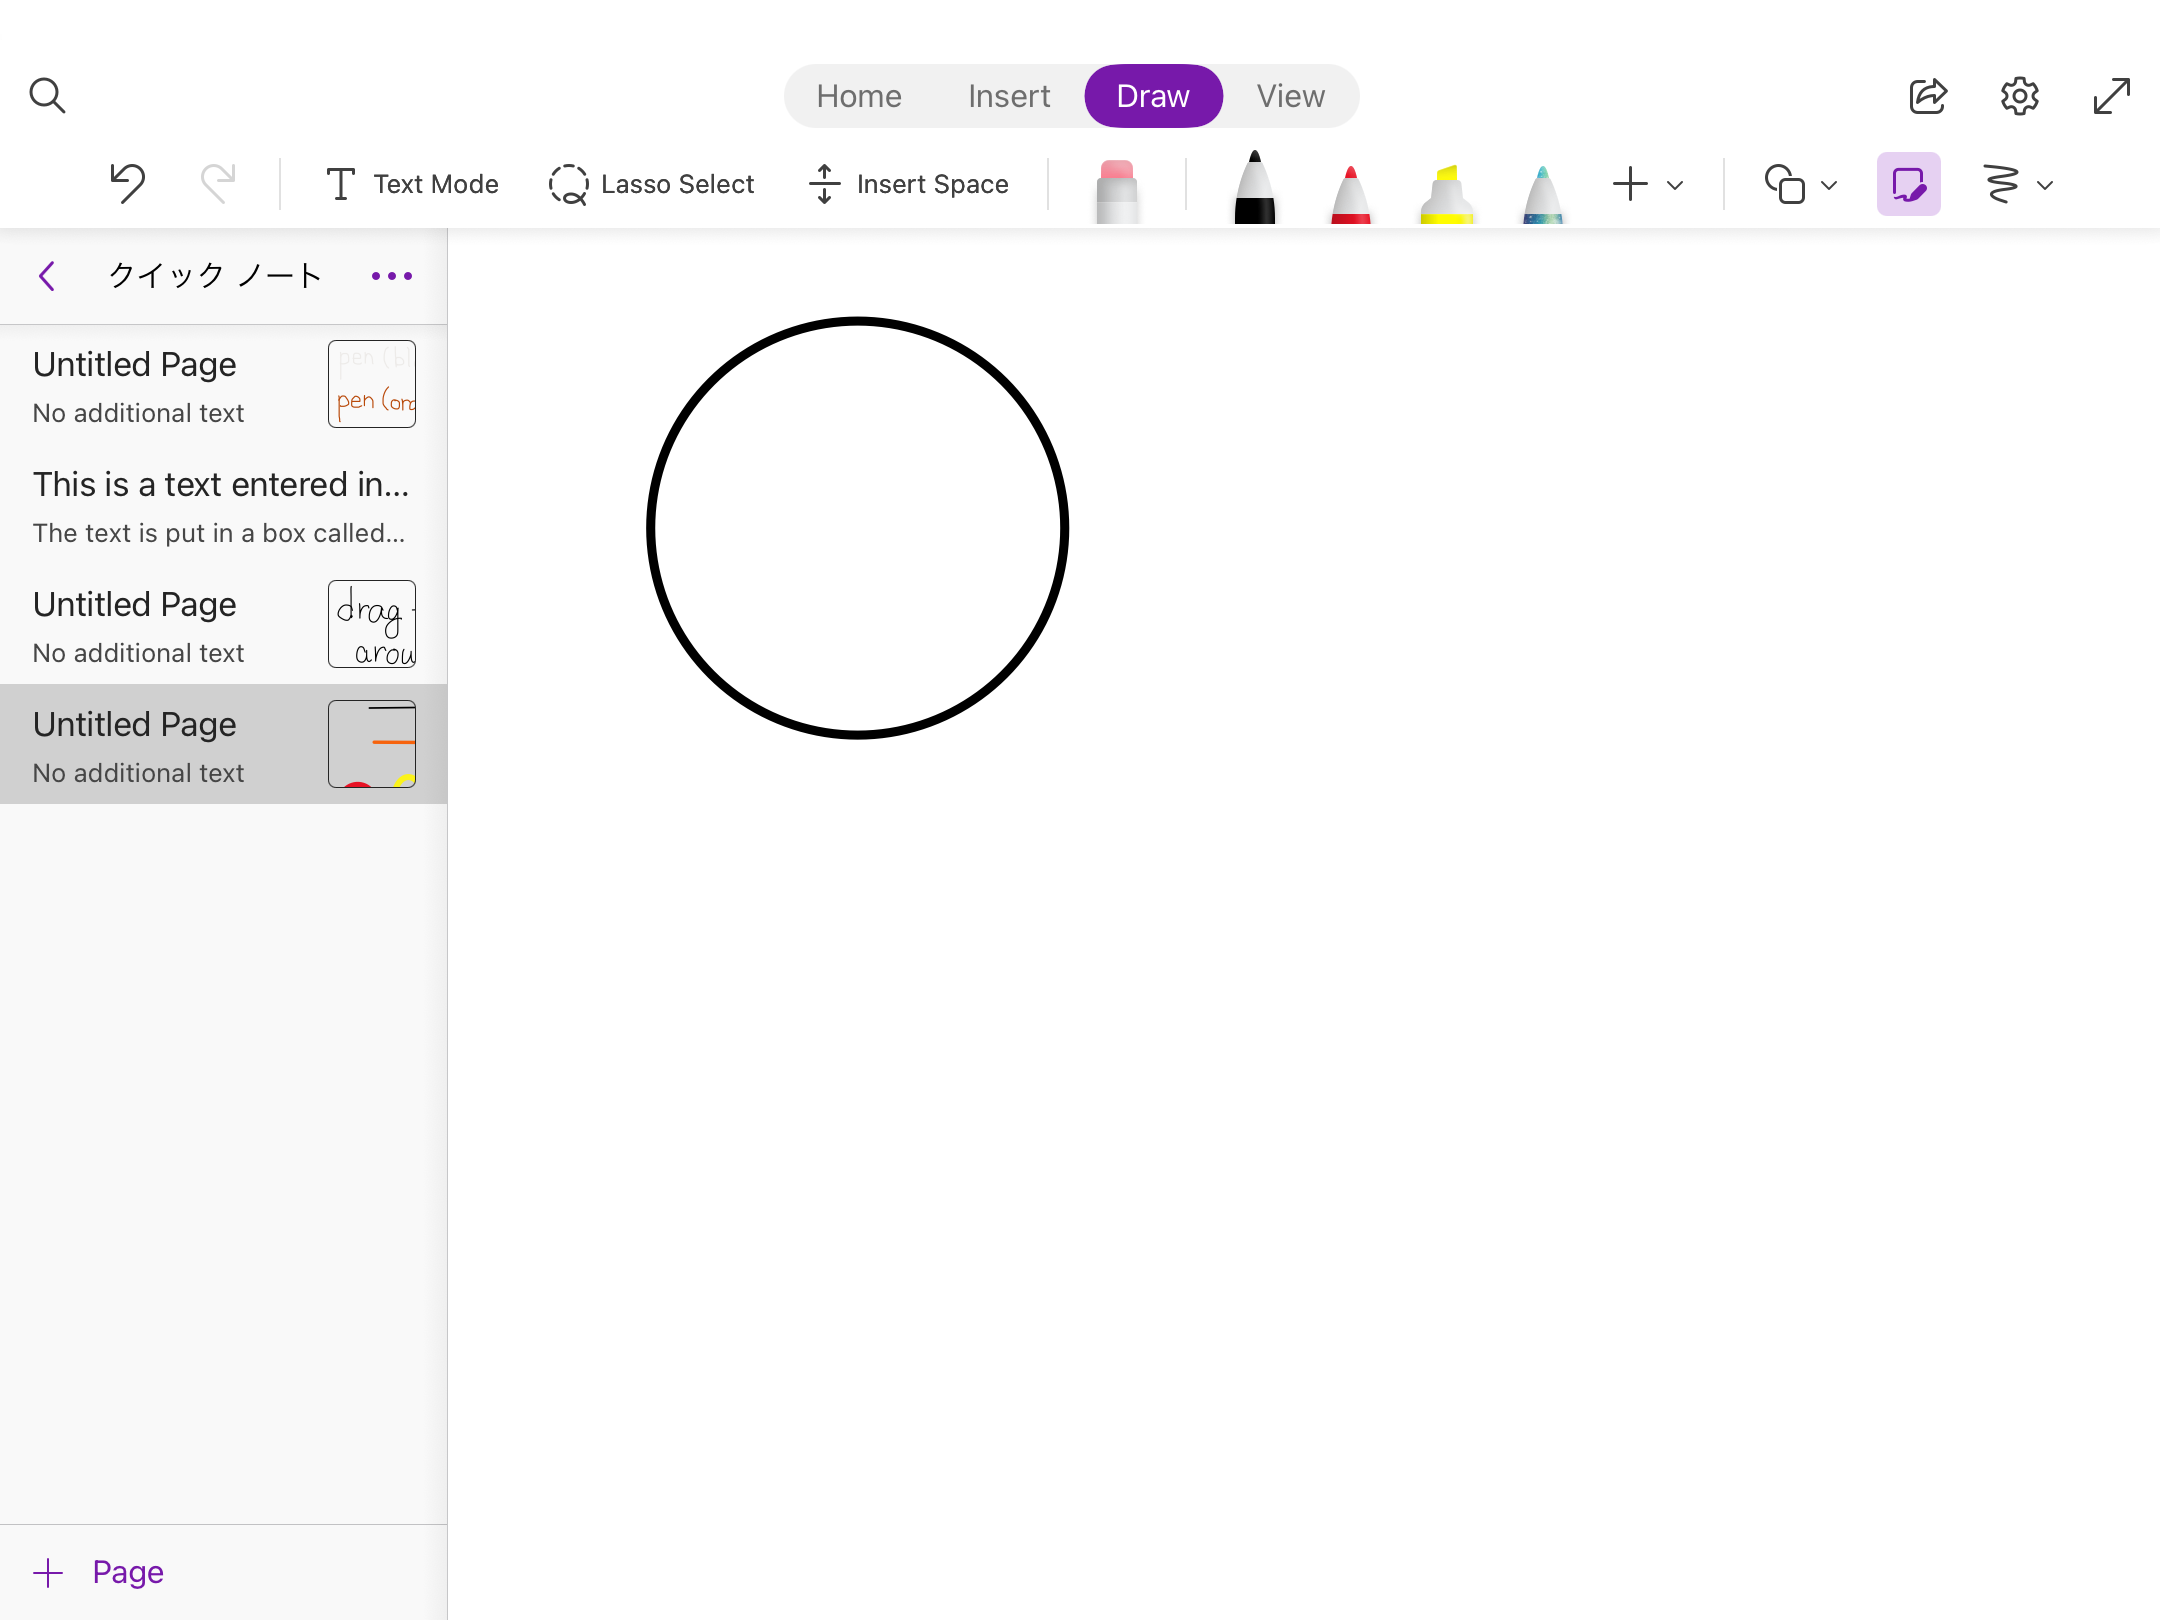 Home Insert Draw View
Text Mode Lasso Select Insert Space
クイック ノート
Untitled Page
No additional text
pen (bl
pen (ora
This is a text entered in...
The text is put in a box called...
Untitled Page
No additional text
drag
arou
Untitled Page
No additional text
Page